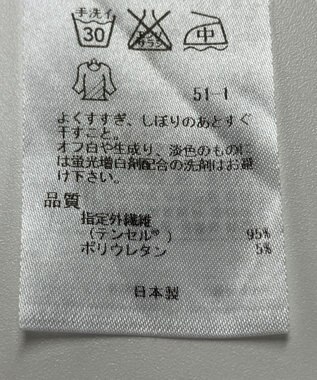 手洗イ
30
エンソ
サラシ
中
51-1
よくすすぎ、しぼりのあとすぐ
干すこと。
オフ白や生成り、淡色のものに
は蛍光増白剤配合の洗剤はお避
け下さい。
品質
指定外繊維
(テンセル®) 95%
ポリウレタン 5%
日本製